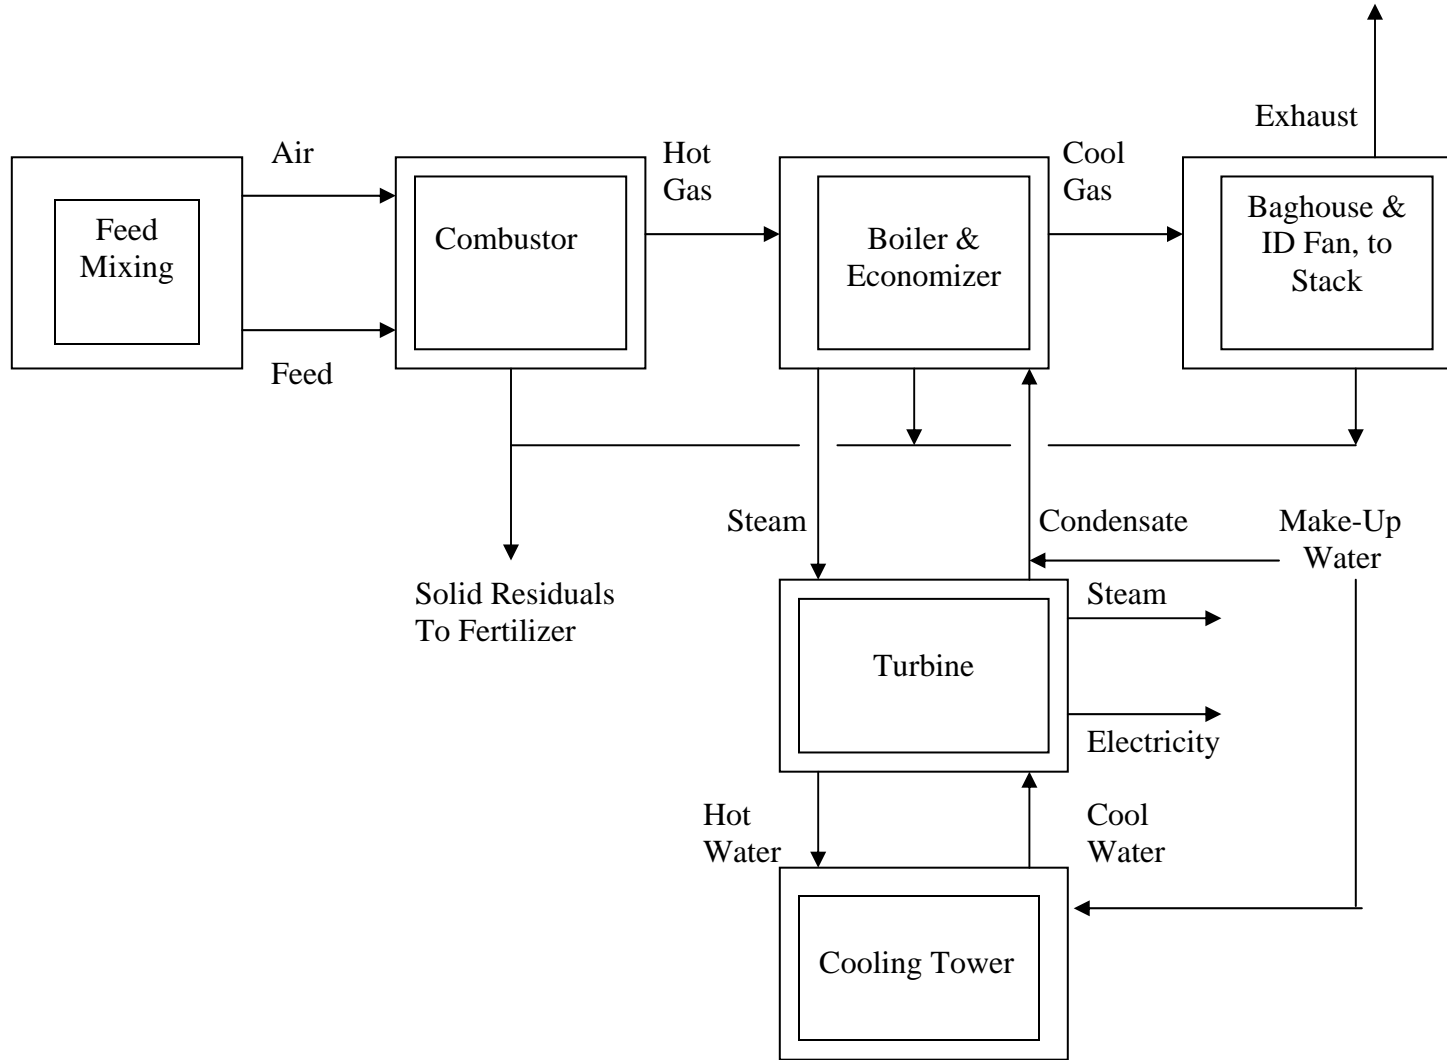 Exhaust
Air
Hot
Gas
Cool
Gas
Feed
Mixing
Combustor
Boiler &
Economizer
Baghouse &
ID Fan, to
Stack
Feed
Steam
Condensate
Make-Up
Water
Solid Residuals
To Fertilizer
Steam
Turbine
Electricity
Hot
Water
Cool
Water
Cooling Tower